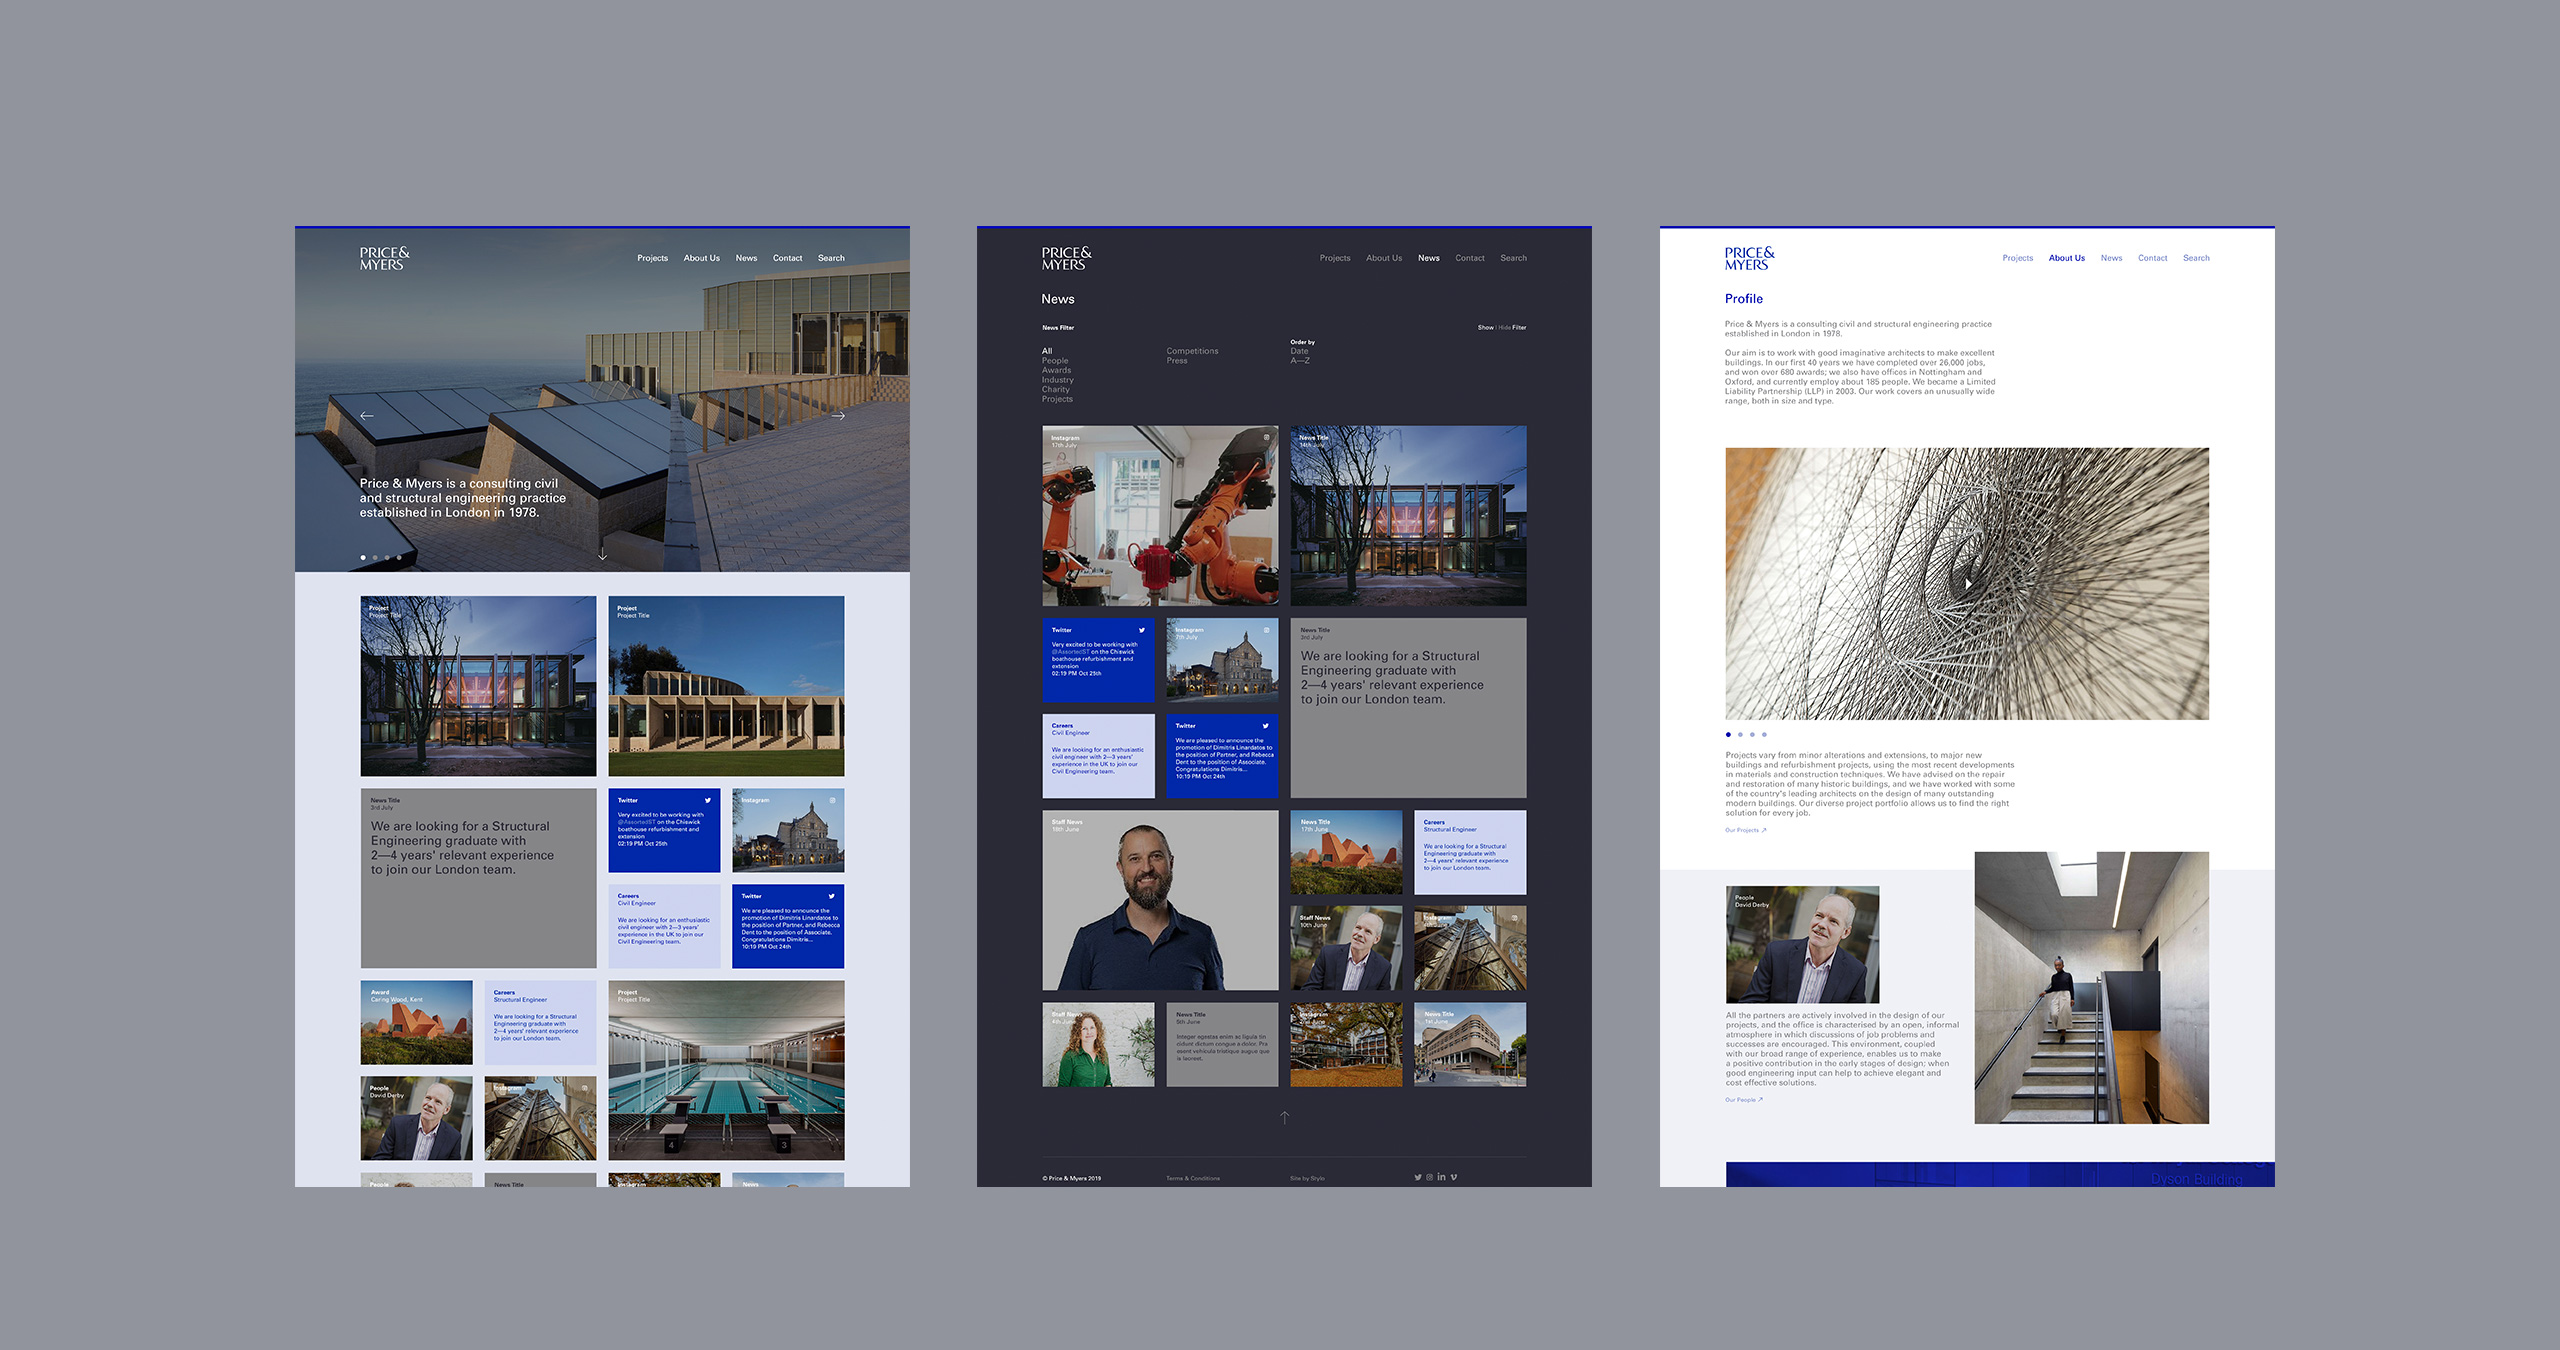 PRICE&
MYERS
Projects About Us News Contact Search
Price & Myers is a consulting civil
and structural engineering practice
established in London in 1978.
Project
Project Title
Project
Project Title
News Title
3rd July
We are looking for a Structural
Engineering graduate with
2—4 years' relevant experience
to join our London team.
Twitter
Very excited to be working with
@AssortedST on the Chiswick
boathouse refurbishment and
extension
02:19 PM Oct 25th
Instagram
Careers
Civil Engineer
We are looking for an enthusiastic
civil engineer with 2—3 years'
experience in the UK to join our
Civil Engineering team.
Twitter
We are pleased to announce the
promotion of Dimitris Linardatos to
the position of Partner, and Rebecca
Dent to the position of Associate.
Congratulations Dimitris...
10:19 PM Oct 24th
Award
Caring Wood, Kent
Careers
Structural Engineer
We are looking for a Structural
Engineering graduate with
2—4 years' relevant experience
to join our London team.
Project
Project Title
4
3
People
David Derby
Instagram
People
News Title
Instagram
News
PRICE&
MYERS
Projects About Us News Contact Search
News
News Filter
Show | Hide Filter
All
People
Awards
Industry
Charity
Projects
Competitions
Press
Order by
Date
A—Z
Instagram
17th July
News Title
14th July
Twitter
Very excited to be working with
@AssortedST on the Chiswick
boathouse refurbishment and
extension
02:19 PM Oct 25th
Instagram
7th July
News Title
3rd July
We are looking for a Structural
Engineering graduate with
2—4 years' relevant experience
to join our London team.
Careers
Civil Engineer
We are looking for an enthusiastic
civil engineer with 2—3 years'
experience in the UK to join our
Civil Engineering team.
Twitter
We are pleased to announce the
promotion of Dimitris Linardatos to
the position of Partner, and Rebecca
Dent to the position of Associate.
Congratulations Dimitris...
10:19 PM Oct 24th
Staff News
18th June
News Title
17th June
Careers
Structural Engineer
We are looking for a Structural
Engineering graduate with
2—4 years' relevant experience
to join our London team.
Staff News
10th June
Instagram
Staff News
4th June
News Title
5th June
Integer egestas enim ac ligula tin
cidunt dictum congue a dolor. Pra
esent vehicula tristique augue que
is laoreet.
Instagram
2nd June
News Title
1st June
© Price & Myers 2019
Terms & Conditions
Site by Stylo
PRICE&
MYERS
Projects About Us News Contact Search
Profile
Price & Myers is a consulting civil and structural engineering practice
established in London in 1978.
Our aim is to work with good imaginative architects to make excellent
buildings. In our first 40 years we have completed over 26,000 jobs,
and won over 680 awards; we also have offices in Nottingham and
Oxford, and currently employ about 185 people. We became a Limited
Liability Partnership (LLP) in 2003. Our work covers an unusually wide
range, both in size and type.
Projects vary from minor alterations and extensions, to major new
buildings and refurbishment projects, using the most recent developments
in materials and construction techniques. We have advised on the repair
and restoration of many historic buildings, and we have worked with some
of the country's leading architects on the design of many outstanding
modern buildings. Our diverse project portfolio allows us to find the right
solution for every job.
Our Projects ↗
People
David Derby
All the partners are actively involved in the design of our
projects, and the office is characterised by an open, informal
atmosphere in which discussions of job problems and
successes are encouraged. This environment, coupled
with our broad range of experience, enables us to make
a positive contribution in the early stages of design; when
good engineering input can help to achieve elegant and
cost effective solutions.
Our People ↗
Dyson Building